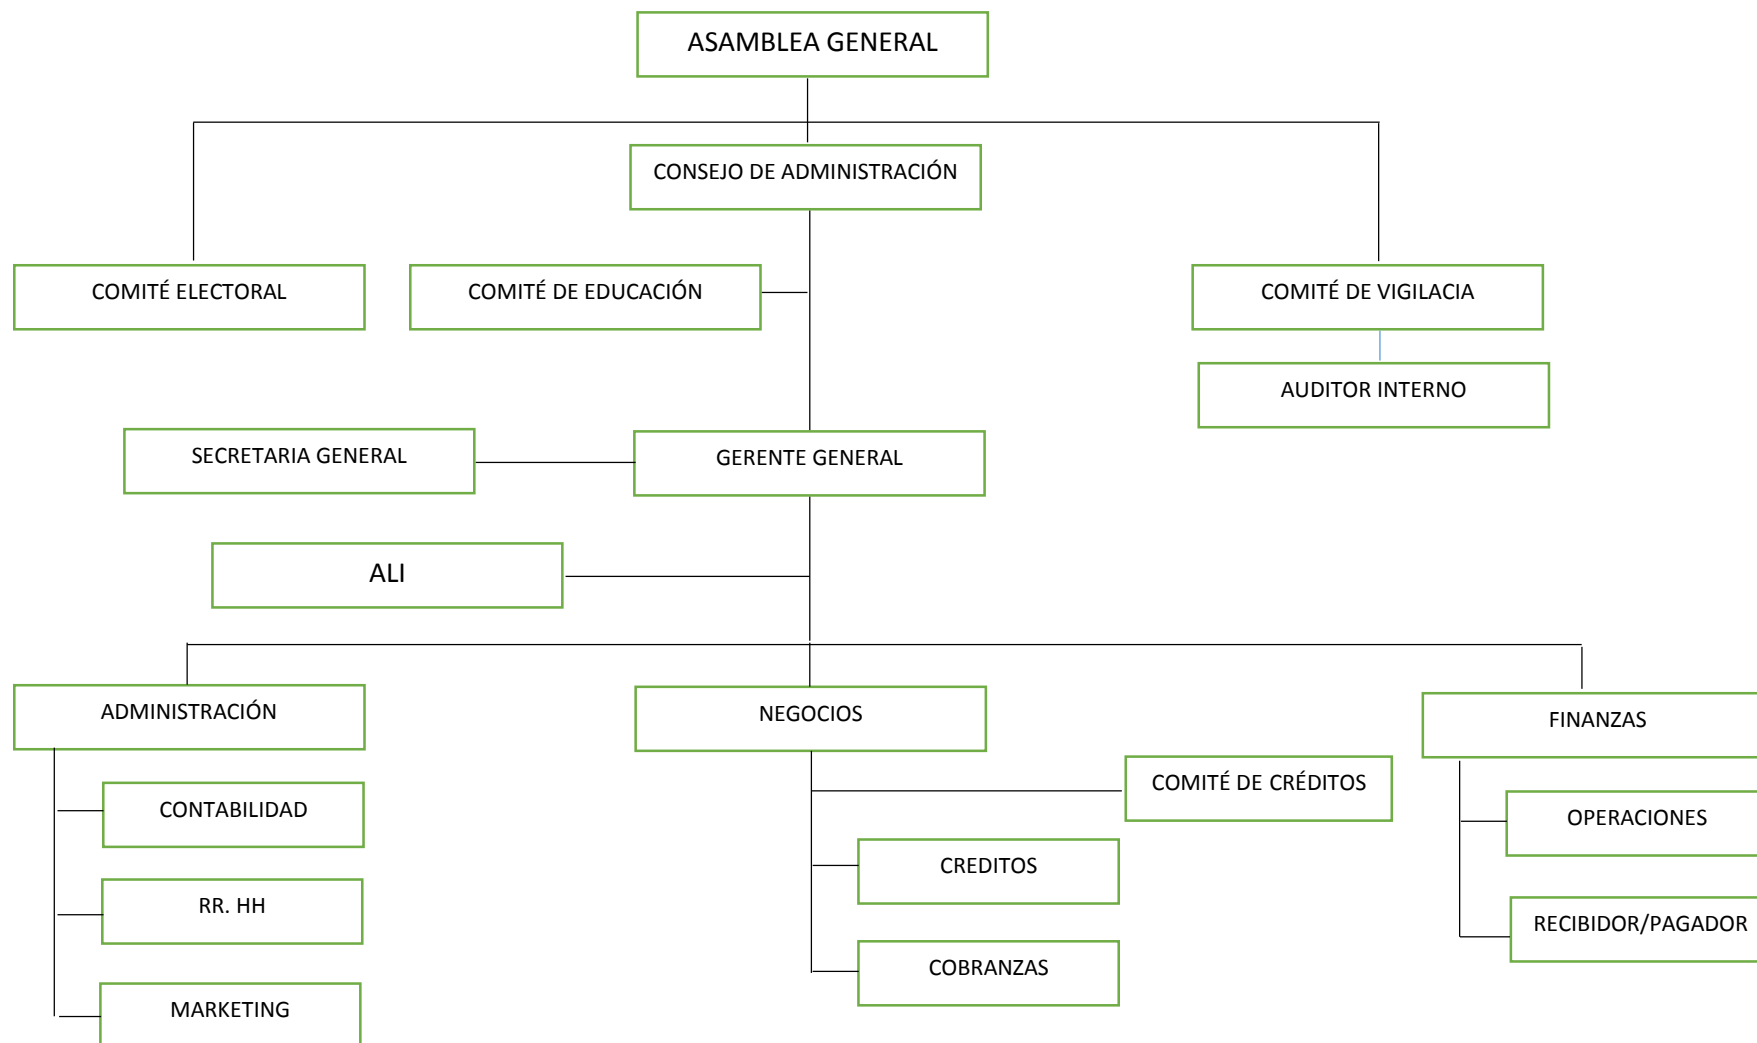 ASAMBLEA GENERAL
CONSEJO DE ADMINISTRACIÓN
COMITÉ ELECTORAL
COMITÉ DE EDUCACIÓN
COMITÉ DE VIGILACIA
AUDITOR INTERNO
SECRETARIA GENERAL
GERENTE GENERAL
ALI
ADMINISTRACIÓN
NEGOCIOS
FINANZAS
CONTABILIDAD
RR. HH
MARKETING
COMITÉ DE CRÉDITOS
CREDITOS
COBRANZAS
OPERACIONES
RECIBIDOR/PAGADOR